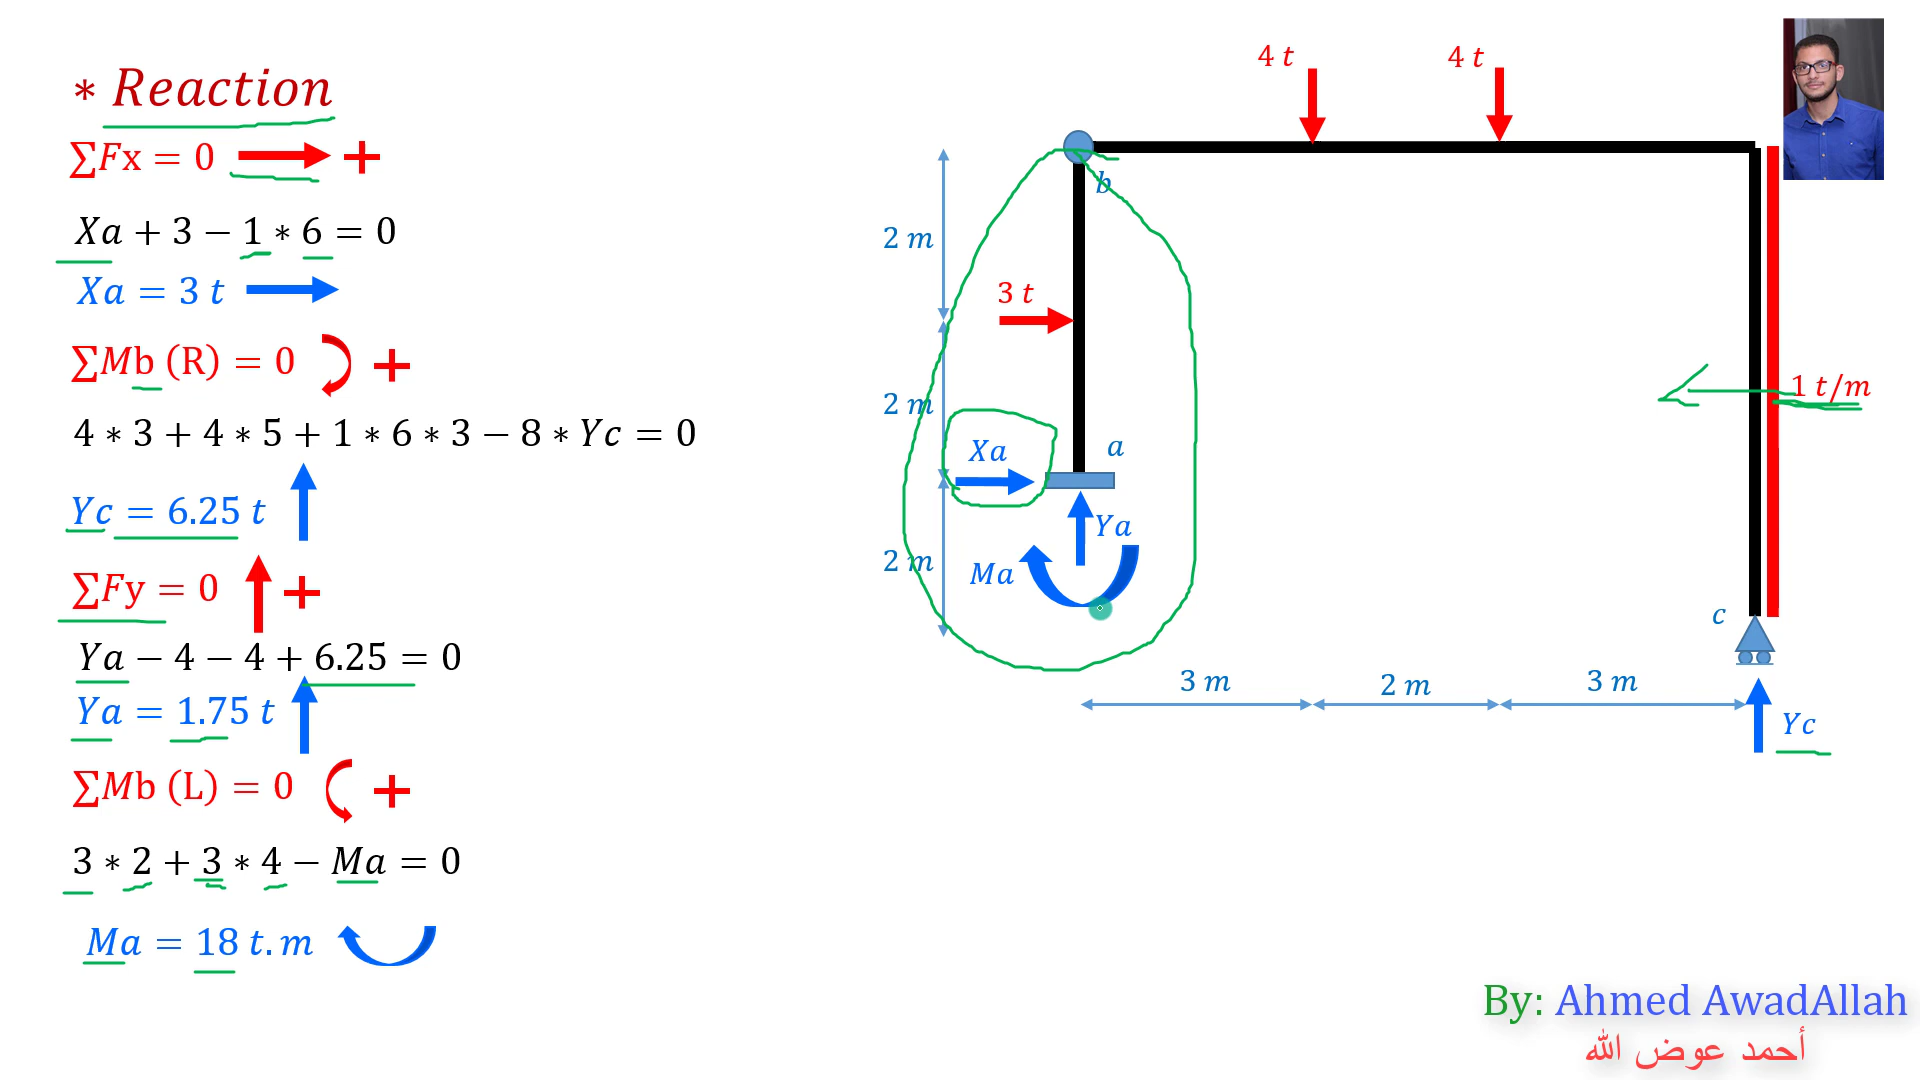 * Reaction
∑Fx = 0 +
Xa + 3 − 1 * 6 = 0
Xa = 3 t
∑Mb (R) = 0 +
4 * 3 + 4 * 5 + 1 * 6 * 3 − 8 * Yc = 0
Yc = 6.25 t
∑Fy = 0 +
Ya − 4 − 4 + 6.25 = 0
Ya = 1.75 t
∑Mb (L) = 0 +
3 * 2 + 3 * 4 − Ma = 0
Ma = 18 t.m
4 t
4 t
b
2 m
3 t
1 t/m
2 m
Xa
a
Ya
2 m
Ma
c
3 m
2 m
3 m
Yc
By: Ahmed AwadAllah
أحمد عوض الله